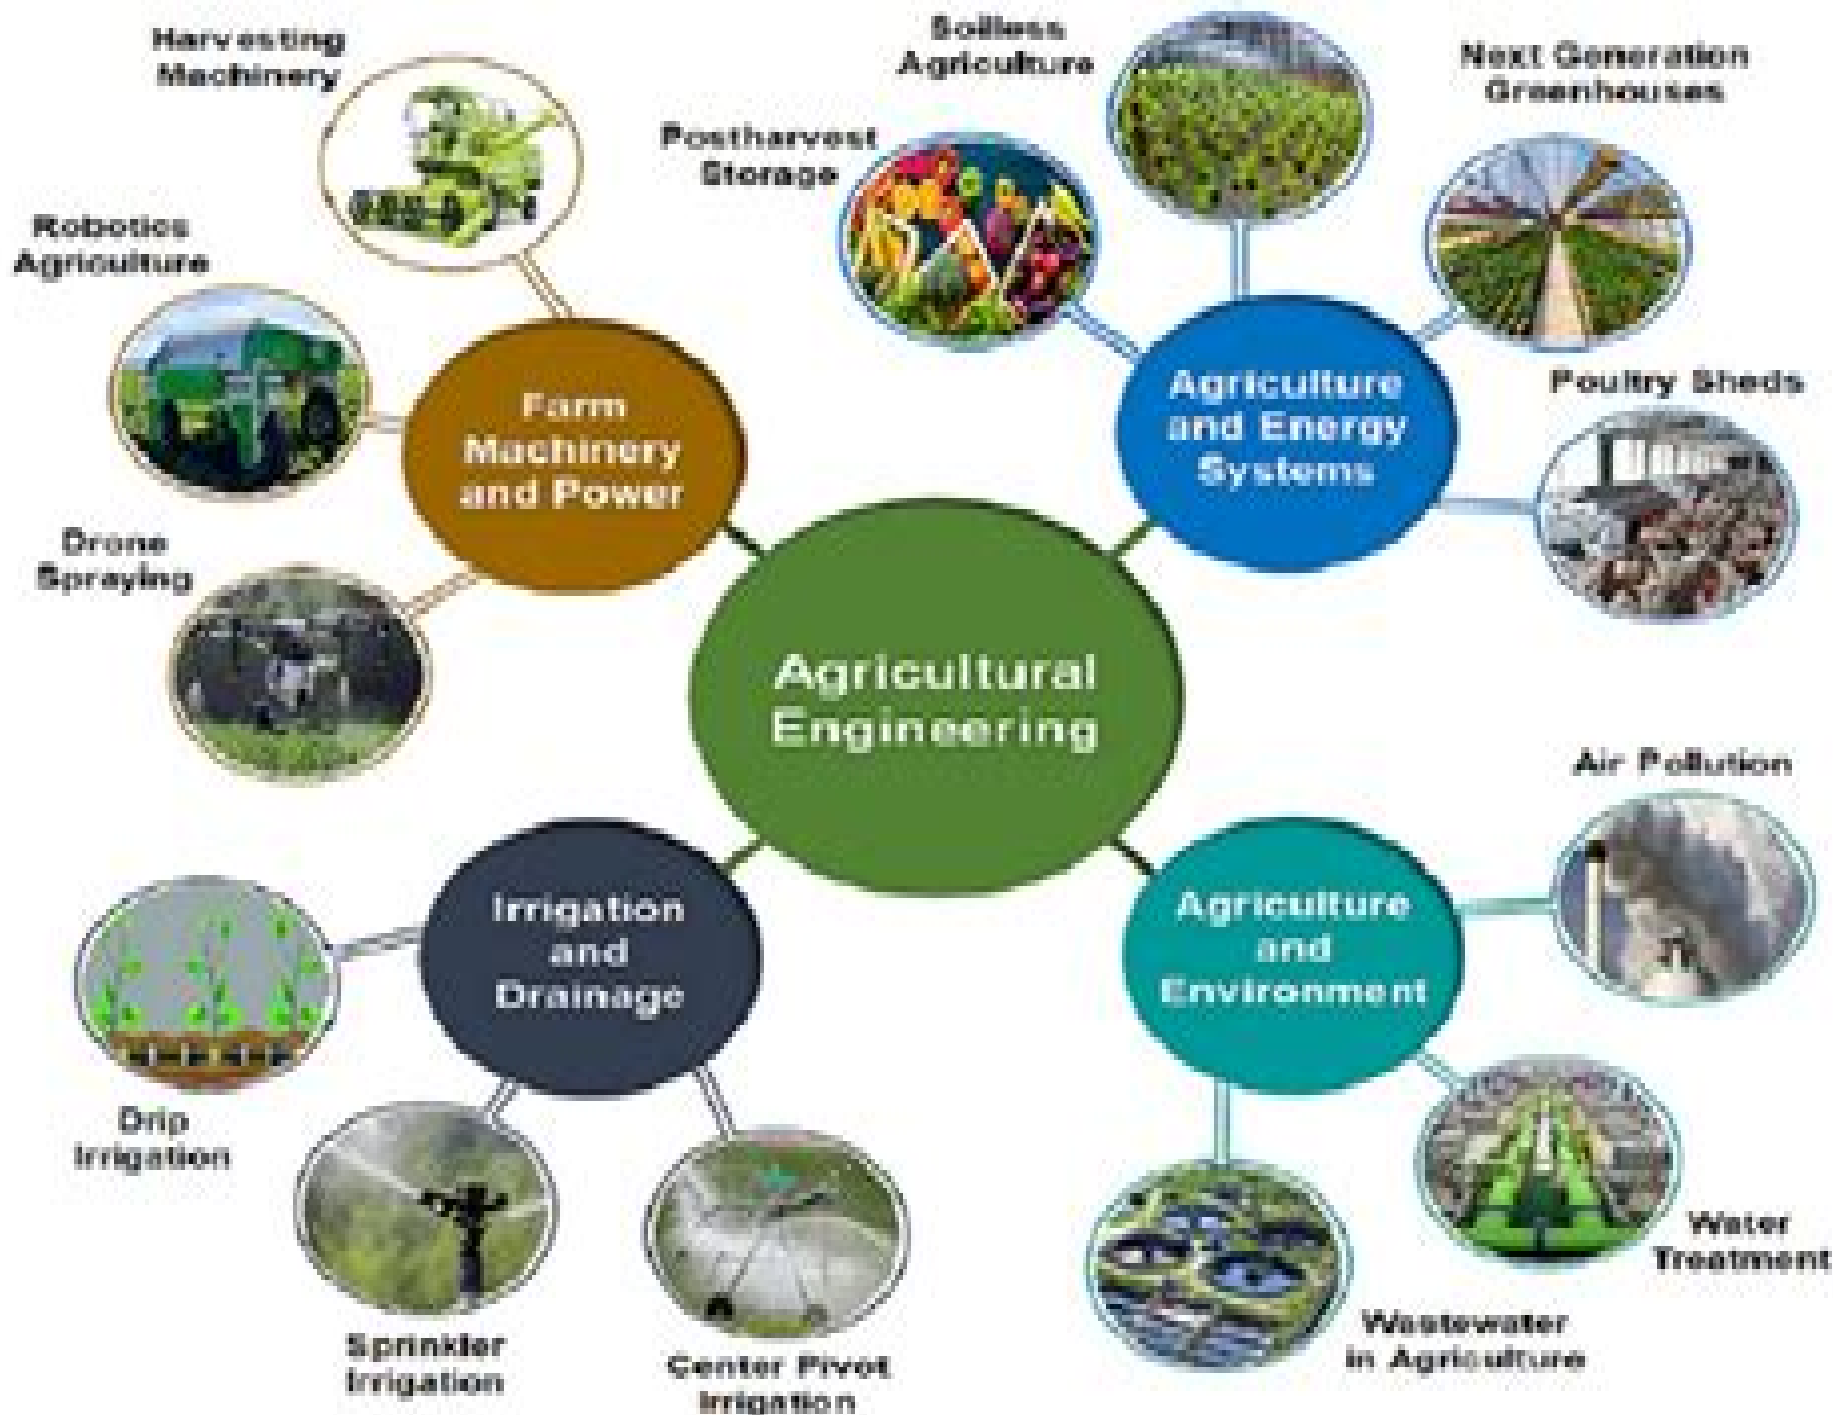 Harvesting
Machinery
Robotics
Agriculture
Drone
Spraying
Farm
Machinery
and Power
Soilless
Agriculture
Postharvest
Storage
Next Generation
Greenhouses
Poultry Sheds
Agriculture
and Energy
Systems
Agricultural
Engineering
Irrigation
and
Drainage
Drip
Irrigation
Sprinkler
Irrigation
Center Pivot
Irrigation
Agriculture
and
Environment
Air Pollution
Water
Treatment
Wastewater
in Agriculture